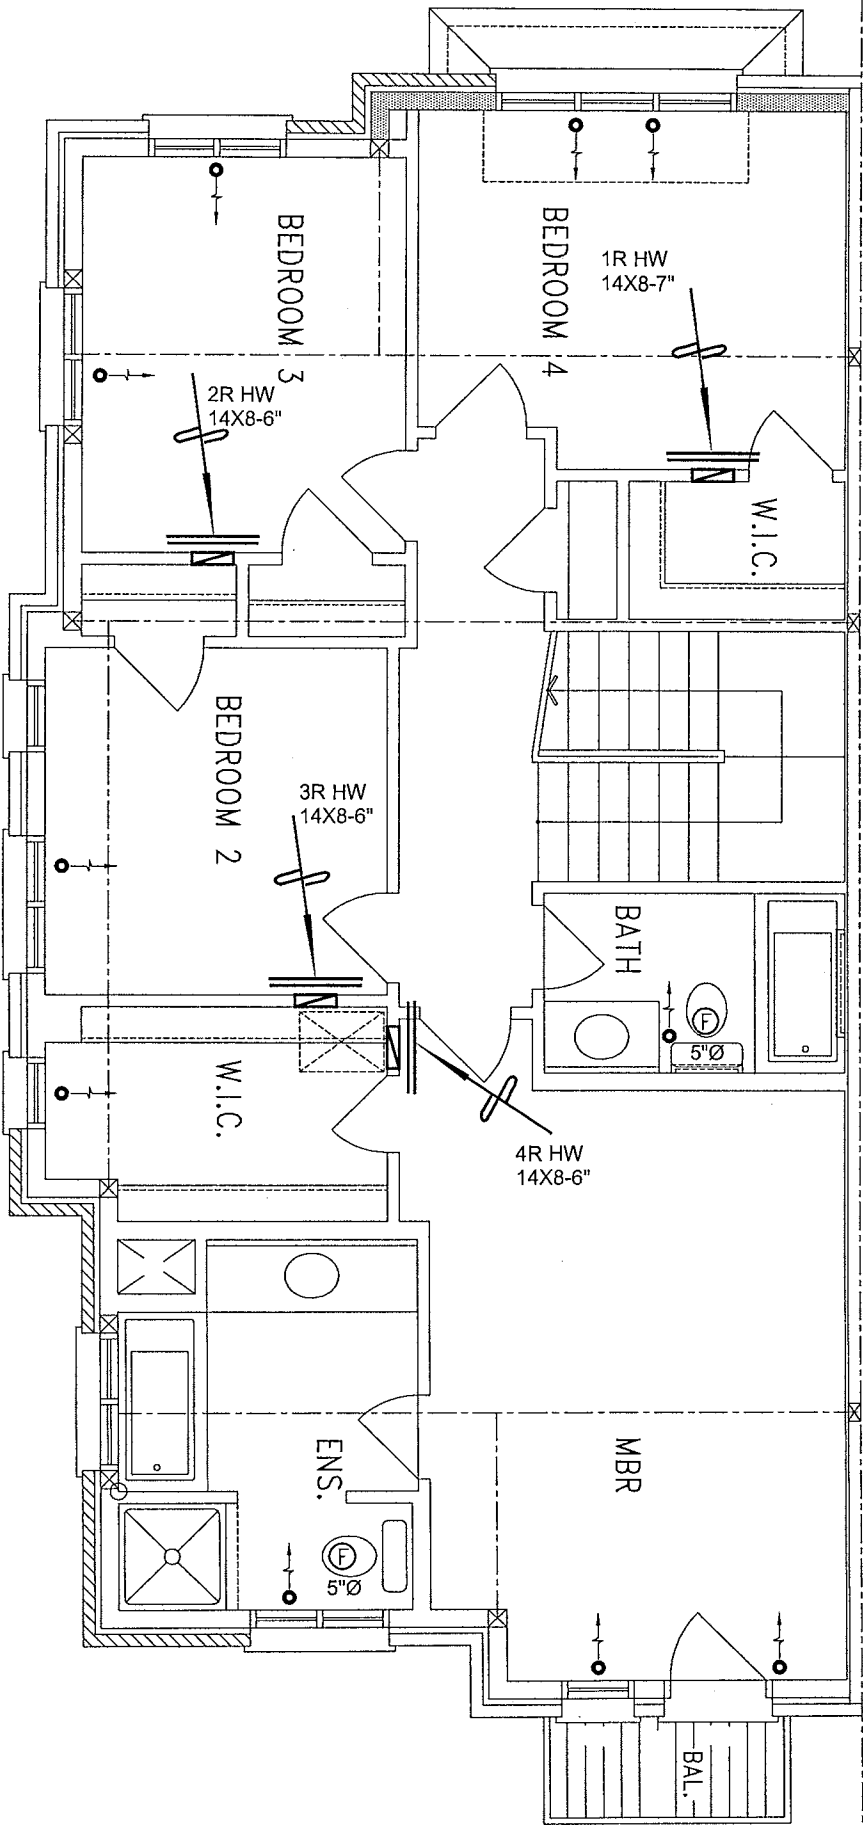 BEDROOM 4
1R HW
14X8-7"
BEDROOM 3
2R HW
14X8-6"
W.I.C.
BEDROOM 2
3R HW
14X8-6"
BATH
F
5"Ø
W.I.C.
4R HW
14X8-6"
MBR
ENS.
F
5"Ø
BAL.